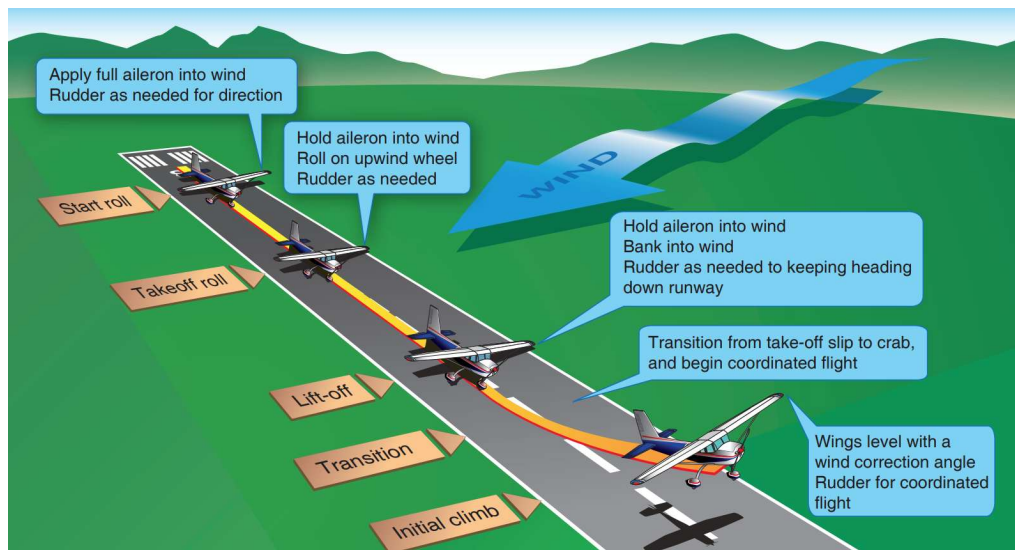 Apply full aileron into wind
Rudder as needed for direction
Hold aileron into wind
Roll on upwind wheel
Rudder as needed
WIND
Start roll
Hold aileron into wind
Bank into wind
Rudder as needed to keeping heading
down runway
Takeoff roll
Transition from take-off slip to crab,
and begin coordinated flight
Lift-off
Wings level with a
wind correction angle
Rudder for coordinated
flight
Transition
Initial climb